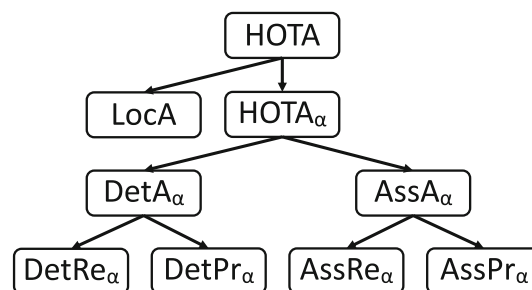 HOTA
LocA
HOTAα
DetAα
AssAα
DetReα
DetPrα
AssReα
AssPrα